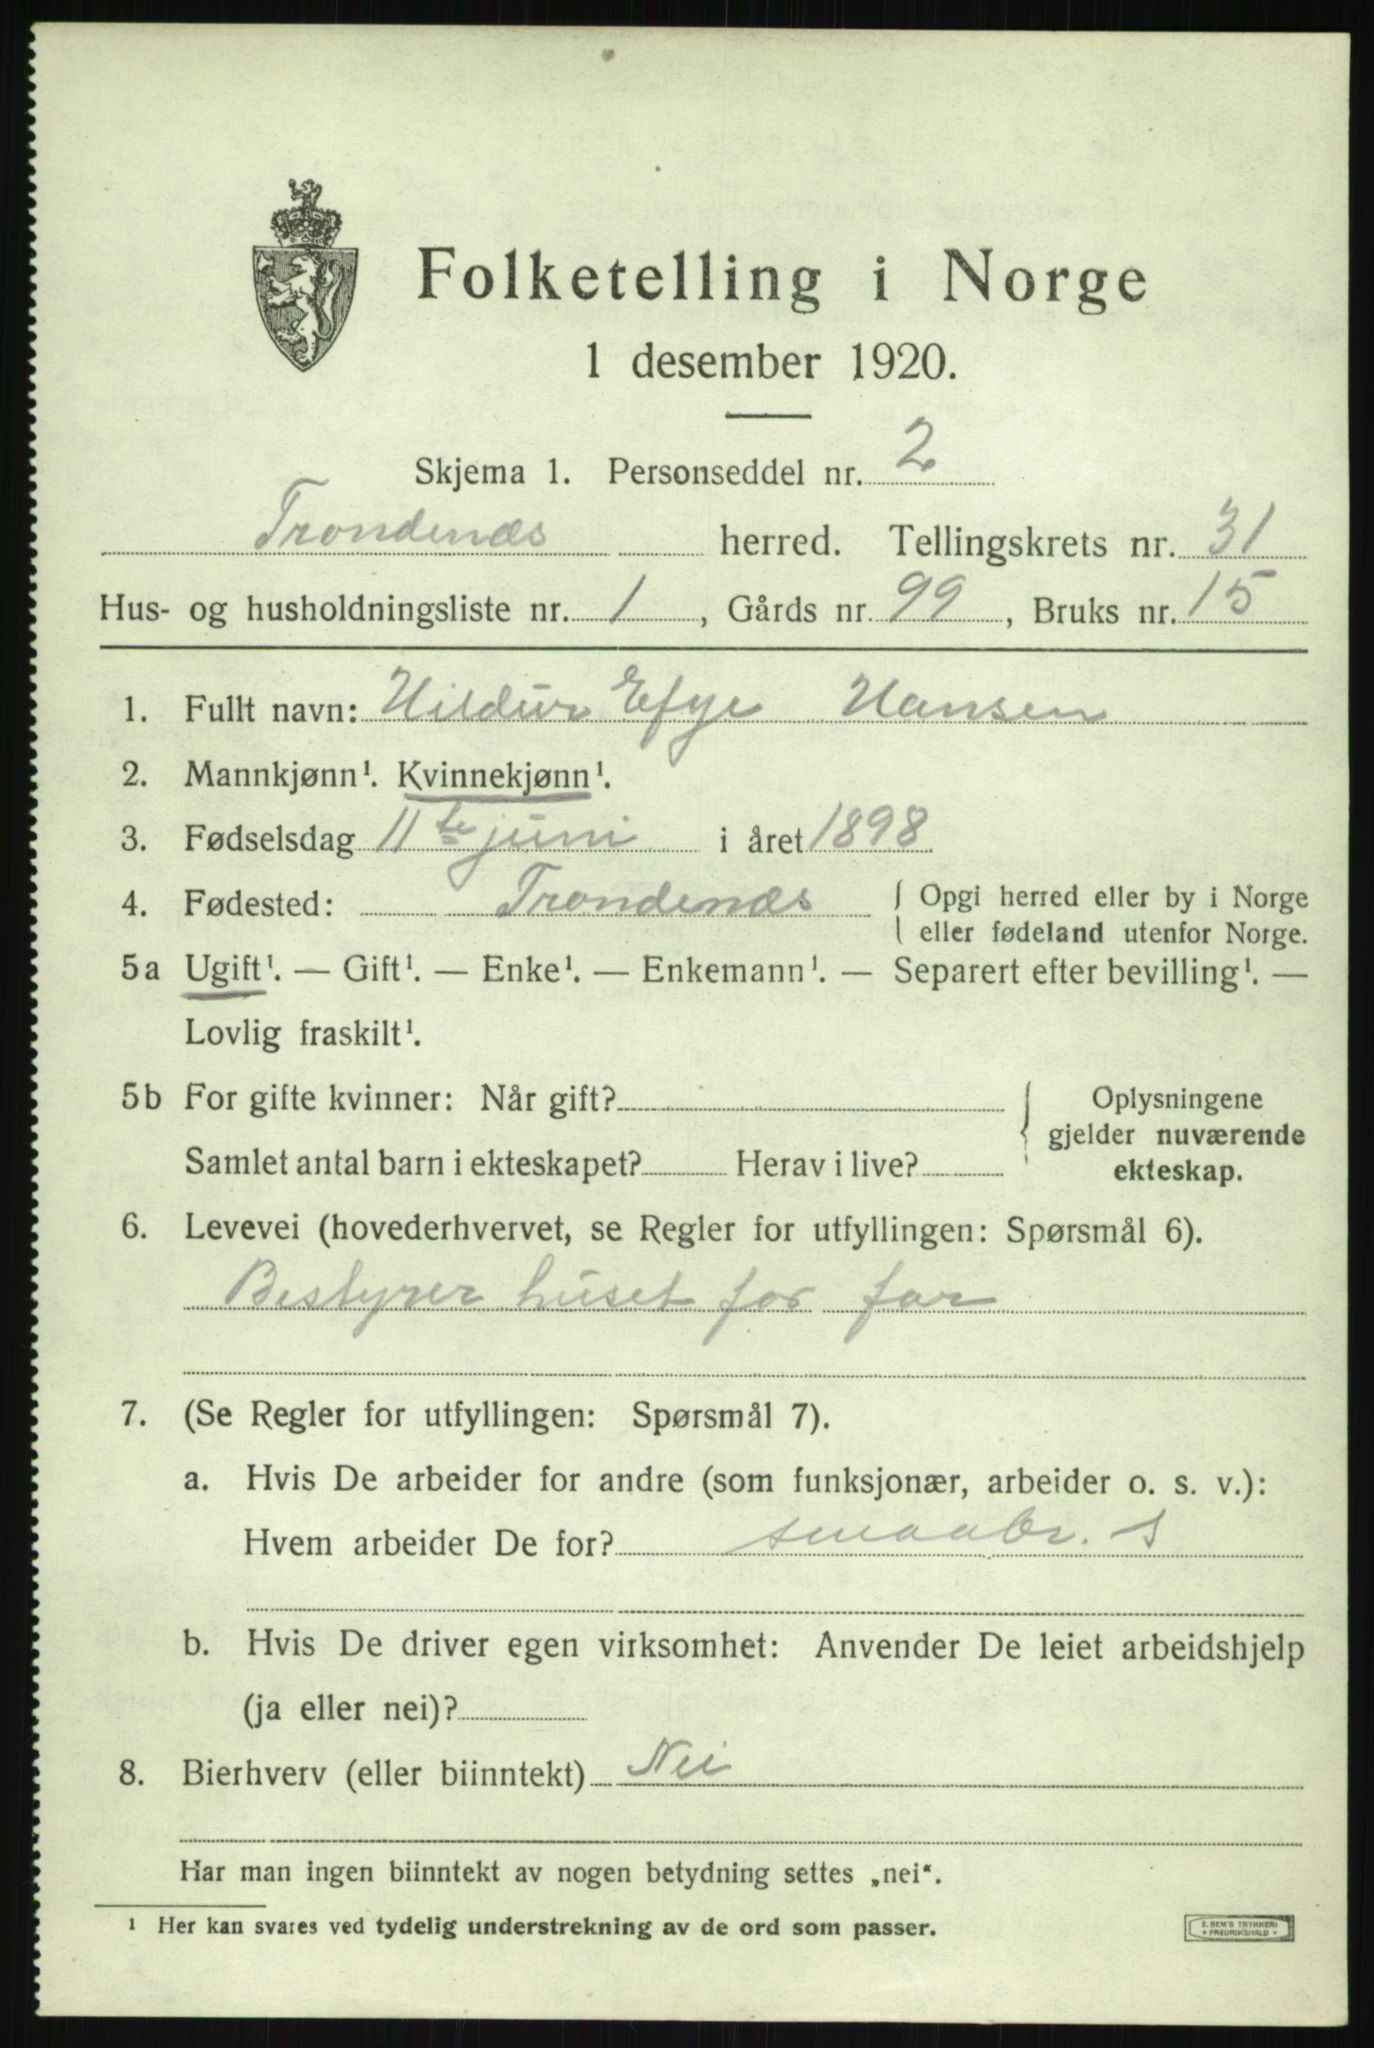 Folketelling i Norge
1 desember 1920.
Skjema 1. Personseddel nr. 2
Trondenæs herred. Tellingskrets nr. 31
Hus- og husholdningsliste nr. 1, Gårds nr. 99, Bruks nr. 15
1. Fullt navn: Hildur Efye Hansen
2. Mannkjønn¹. Kvinnekjønn¹.
3. Fødselsdag 11te juni i året 1898
4. Fødested: Trondenæs { Opgi herred eller by i Norge
eller fødeland utenfor Norge.
5a Ugift¹. — Gift¹. — Enke¹. — Enkemann¹. — Separert efter bevilling¹. —
Lovlig fraskilt¹.
5b For gifte kvinner: Når gift? { Oplysningene
gjelder nuværende
Samlet antal barn i ekteskapet? Herav i live? ekteskap.
6. Levevei (hovederhvervet, se Regler for utfyllingen: Spørsmål 6).
Bestyrer huset for far
7. (Se Regler for utfyllingen: Spørsmål 7).
a. Hvis De arbeider for andre (som funksjonær, arbeider o. s. v.):
Hvem arbeider De for? smaabr. s
b. Hvis De driver egen virksomhet: Anvender De leiet arbeidshjelp
(ja eller nei)?
8. Bierhverv (eller biinntekt) Nei
Har man ingen biinntekt av nogen betydning settes „nei“.
¹ Her kan svares ved tydelig understrekning av de ord som passer.
E. SEM'S TRYKKERI
FREDRIKSHALD